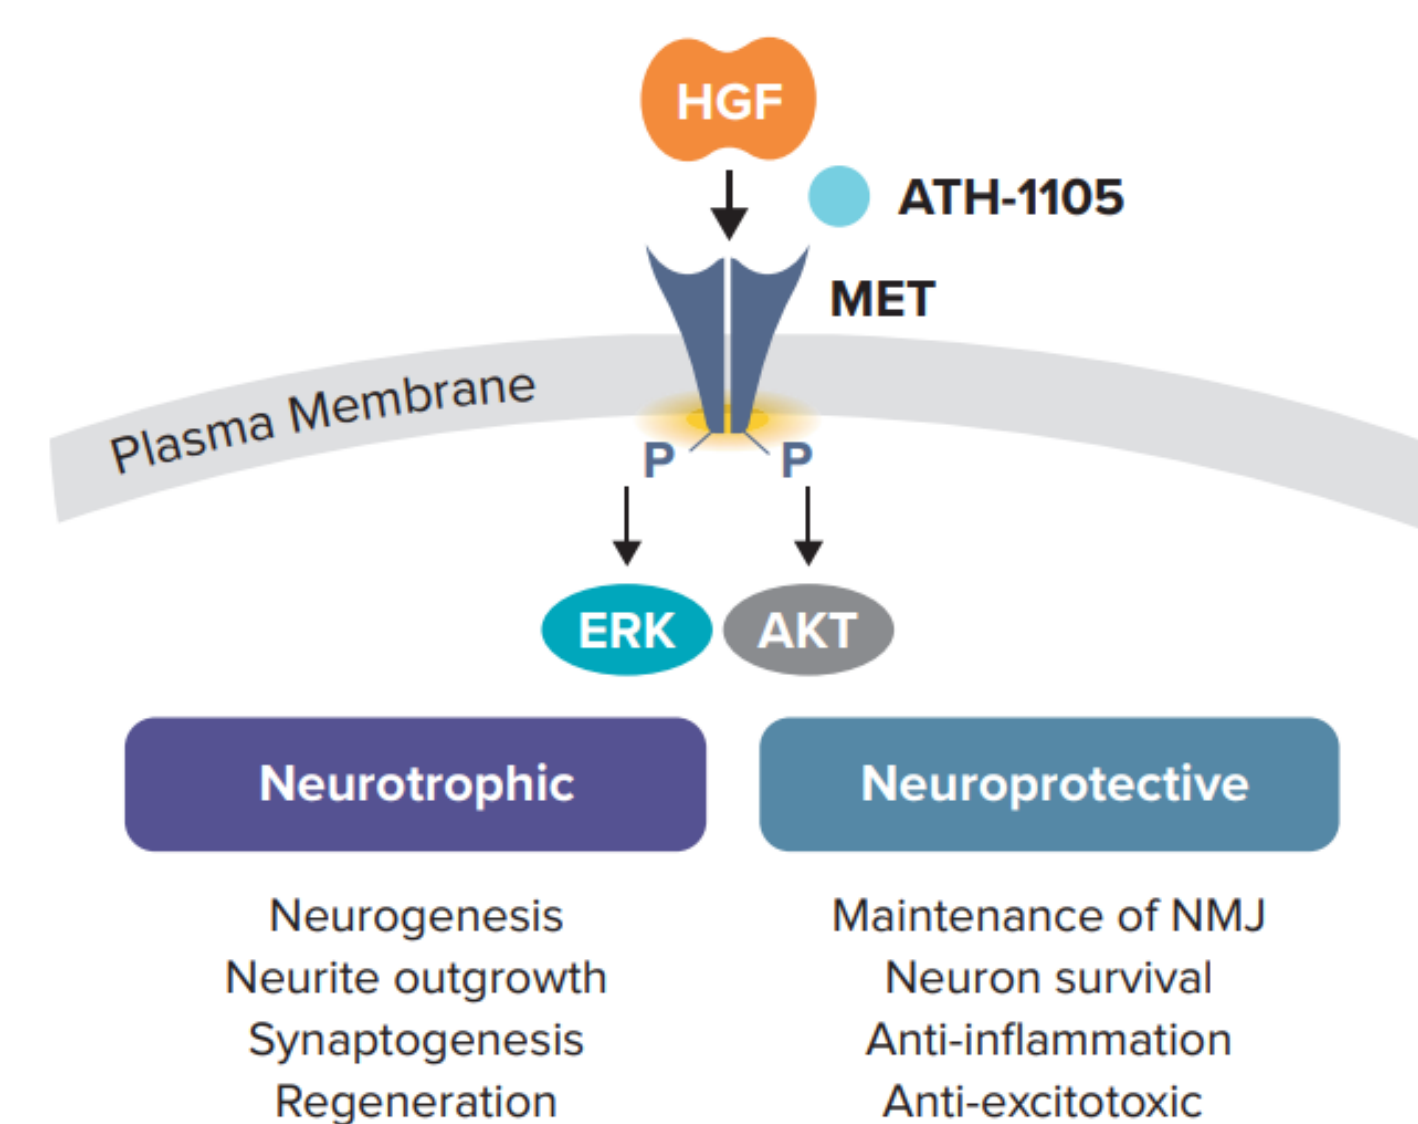 HGF
ATH-1105
MET
Plasma Membrane
P P
ERK AKT
Neurotrophic
Neurogenesis
Neurite outgrowth
Synaptogenesis
Regeneration
Neuroprotective
Maintenance of NMJ
Neuron survival
Anti-inflammation
Anti-excitotoxic